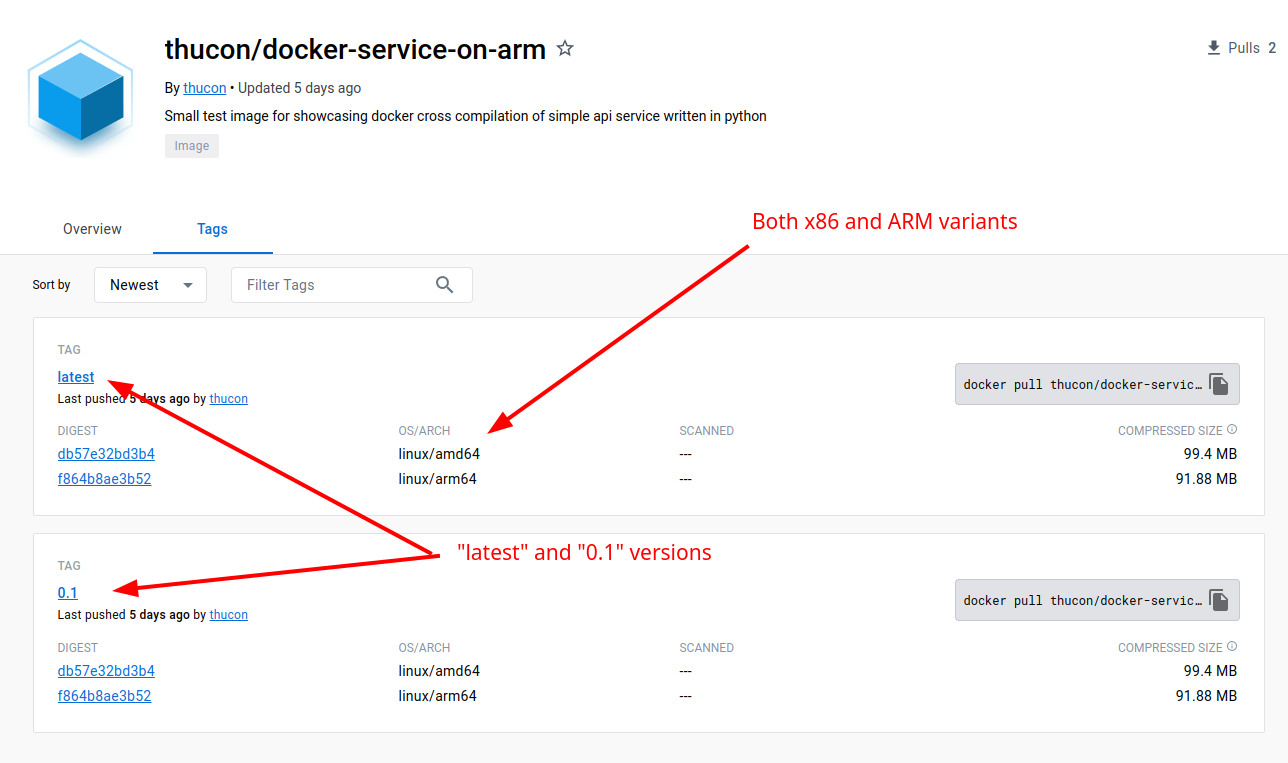 thucon/docker-service-on-arm
Pulls 2
By thucon • Updated 5 days ago
Small test image for showcasing docker cross compilation of simple api service written in python
Image
Overview
Tags
Both x86 and ARM variants
Sort by
Newest
Filter Tags
TAG
latest
docker pull thucon/docker-servic…
Last pushed 5 days ago by thucon
DIGEST OS/ARCH SCANNED COMPRESSED SIZE
db57e32bd3b4 linux/amd64 --- 99.4 MB
f864b8ae3b52 linux/arm64 --- 91.88 MB
"latest" and "0.1" versions
TAG
0.1
docker pull thucon/docker-servic…
Last pushed 5 days ago by thucon
DIGEST OS/ARCH SCANNED COMPRESSED SIZE
db57e32bd3b4 linux/amd64 --- 99.4 MB
f864b8ae3b52 linux/arm64 --- 91.88 MB